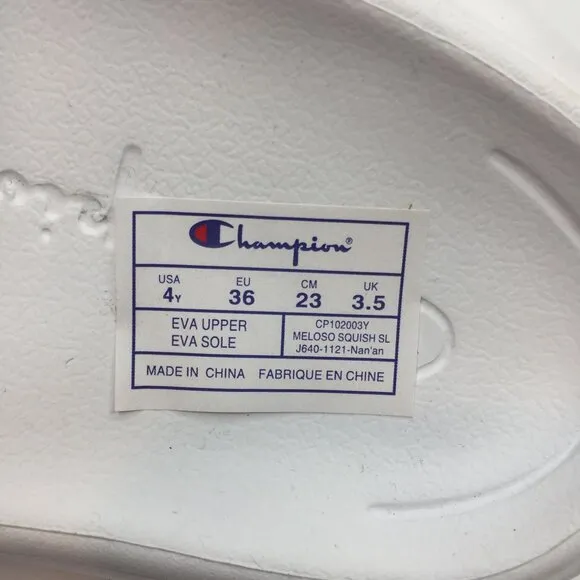 Champion®
USA EU CM UK
4Y 36 23 3.5
EVA UPPER
EVA SOLE
CP102003Y
MELOSO SQUISH SL
J640-1121-Nan'an
MADE IN CHINA FABRIQUE EN CHINE